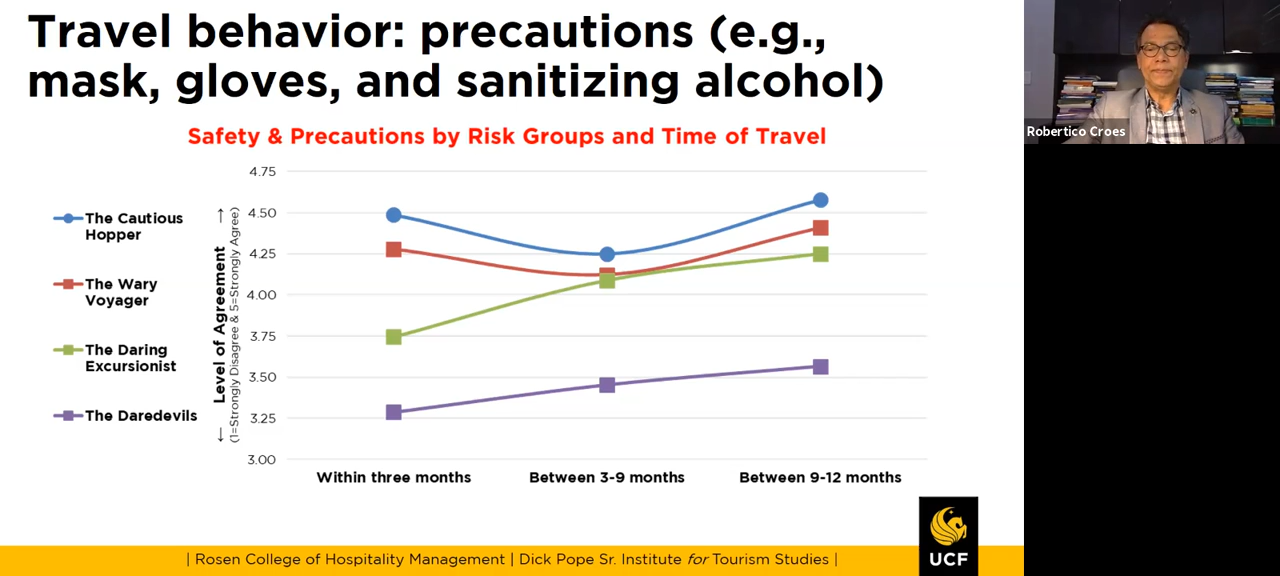 Travel behavior: precautions (e.g.,
mask, gloves, and sanitizing alcohol)
Safety & Precautions by Risk Groups and Time of Travel
The Cautious
Hopper
The Wary
Voyager
The Daring
Excursionist
The Daredevils
← Level of Agreement →
(1=Strongly Disagree & 5=Strongly Agree)
4.75
4.50
4.25
4.00
3.75
3.50
3.25
3.00
Within three months
Between 3-9 months
Between 9-12 months
| Rosen College of Hospitality Management | Dick Pope Sr. Institute for Tourism Studies |
UCF
Robertico Croes